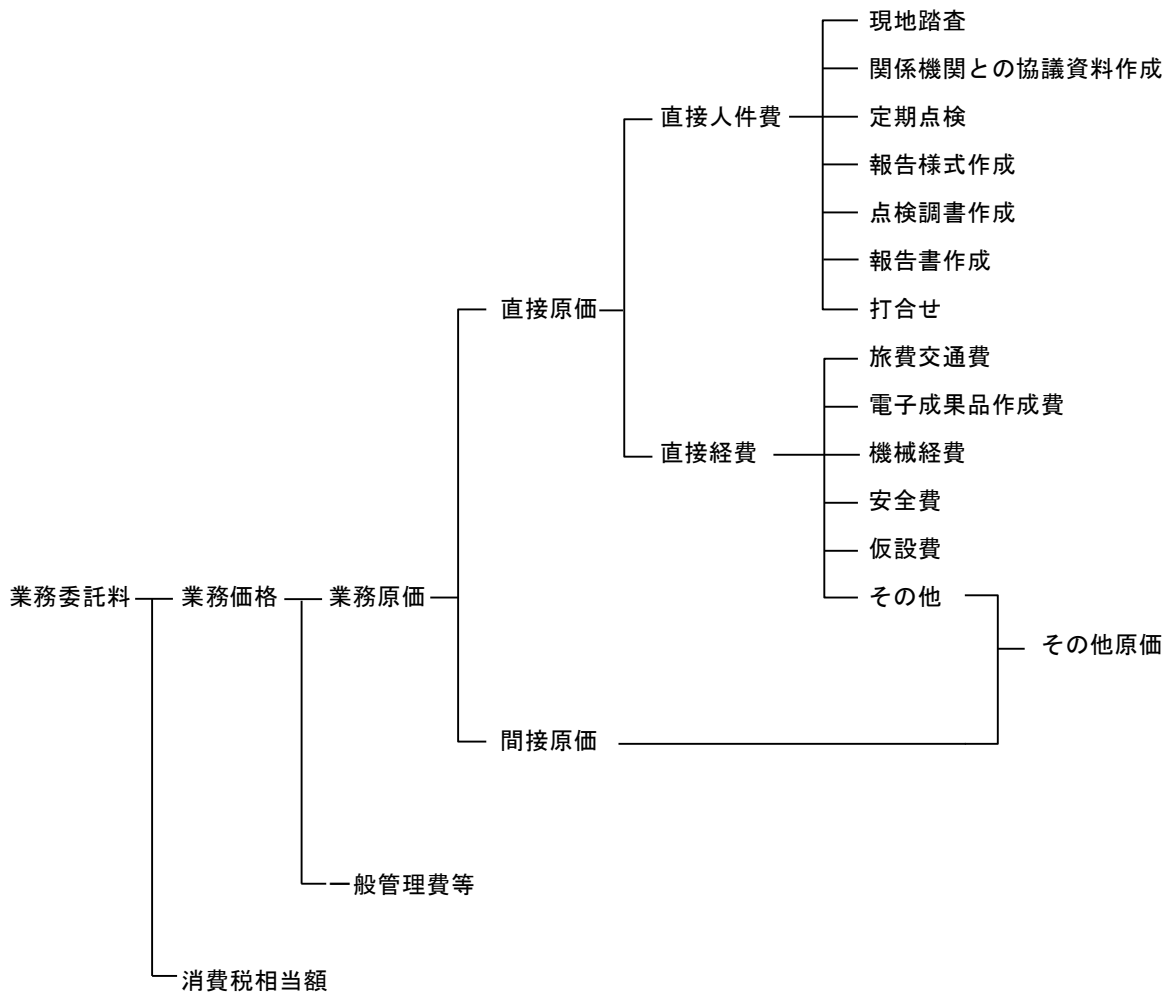 現地踏査
関係機関との協議資料作成
直接人件費
定期点検
報告様式作成
点検調書作成
報告書作成
直接原価
打合せ
旅費交通費
電子成果品作成費
直接経費
機械経費
安全費
仮設費
業務委託料
業務価格
業務原価
その他
その他原価
間接原価
一般管理費等
消費税相当額